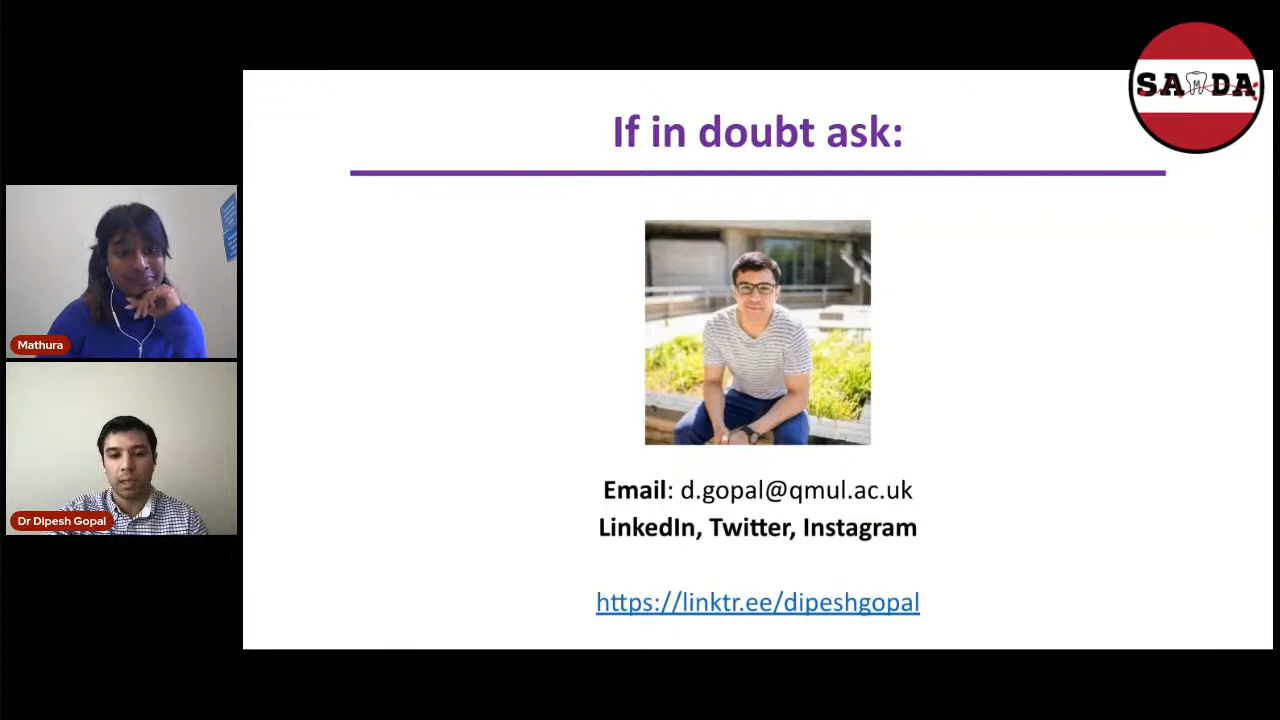 If in doubt ask:
SAMDA
Mathura
Email: d.gopal@qmul.ac.uk
Dr Dipesh Gopal
LinkedIn, Twitter, Instagram
https://linktr.ee/dipeshgopal